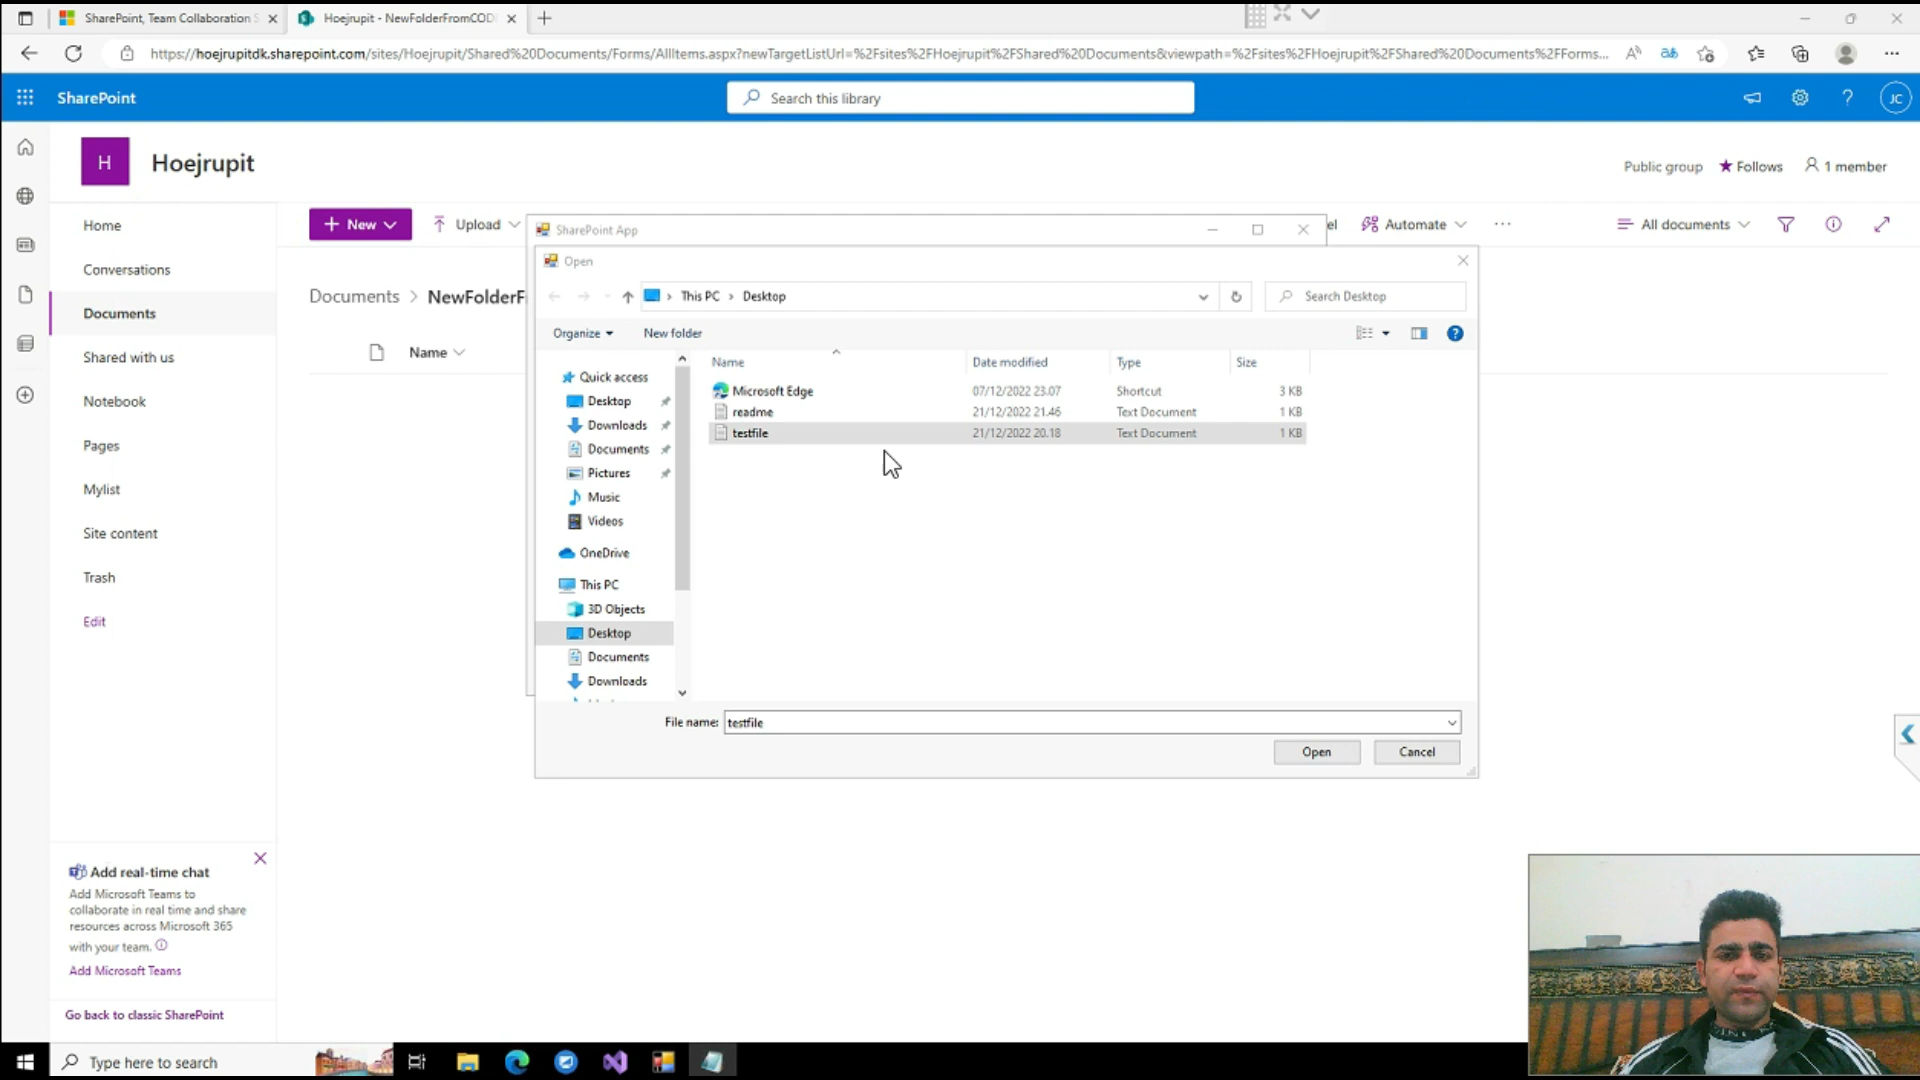 SharePoint, Team Collaboration S
Hoejrupit - NewFolderFromCODE
https://hoejrupitdk.sharepoint.com/sites/Hoejrupit/Shared%20Documents/Forms/AllItems.aspx?newTargetListUrl=%2Fsites%2FHoejrupit%2FShared%20Documents&viewpath=%2Fsites%2FHoejrupit%2FShared%20Documents%2FForms...
SharePoint
Search this library
JC
H
Hoejrupit
Public group
Follows
1 member
Home
Conversations
Documents
Shared with us
Notebook
Pages
Mylist
Site content
Trash
Edit
New
Upload
el
Automate
All documents
Documents > NewFolderF
Name
SharePoint App
Open
This PC > Desktop
Search Desktop
Organize
New folder
Name Date modified Type Size
Microsoft Edge 07/12/2022 23.07 Shortcut 3 KB
readme 21/12/2022 21.46 Text Document 1 KB
testfile 21/12/2022 20.18 Text Document 1 KB
Quick access
Desktop
Downloads
Documents
Pictures
Music
Videos
OneDrive
This PC
3D Objects
Desktop
Documents
Downloads
File name: testfile
Open
Cancel
Add real-time chat
Add Microsoft Teams to
collaborate in real time and share
resources across Microsoft 365
with your team.
Add Microsoft Teams
Go back to classic SharePoint
Type here to search